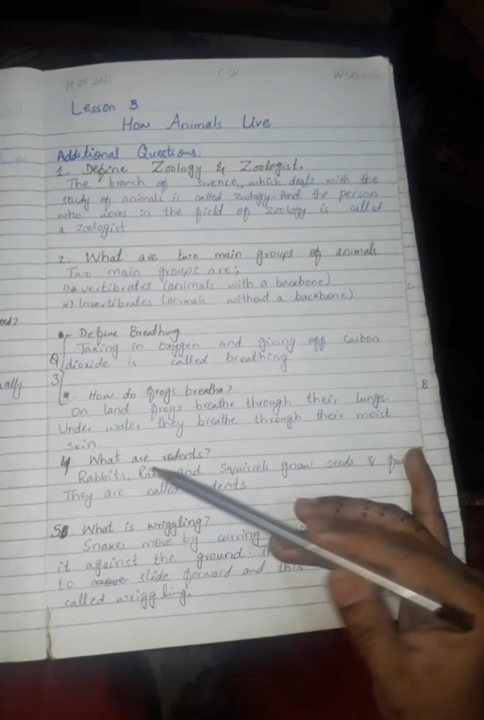 CW
Lesson 3
How Animals Live
Additional Questions:
1. Define Zoology & Zoologist.
The branch of science, which deals with the
study of animals is called zoology. And the person
who works in the field of zoology is called
a zoologist
2. What are two main groups of animals
Two main groups are;
i) vertibrates (animals with a backbone)
ii) Invertibrates (animals without a backbone)
Define Breathing
Taking in oxygen and giving off carbon
Q dioxide is called breathing
3
4. How do frogs breathe?
On land frogs breathe through their lungs.
Under water they breathe through their moist
skin.
4 What are rodents?
Rabbits, and squirrels gnaw seeds &
They are called
5 What is wriggling?
Snakes move by curving
it against the ground.
to slide forward and
called wriggling.
ally
B